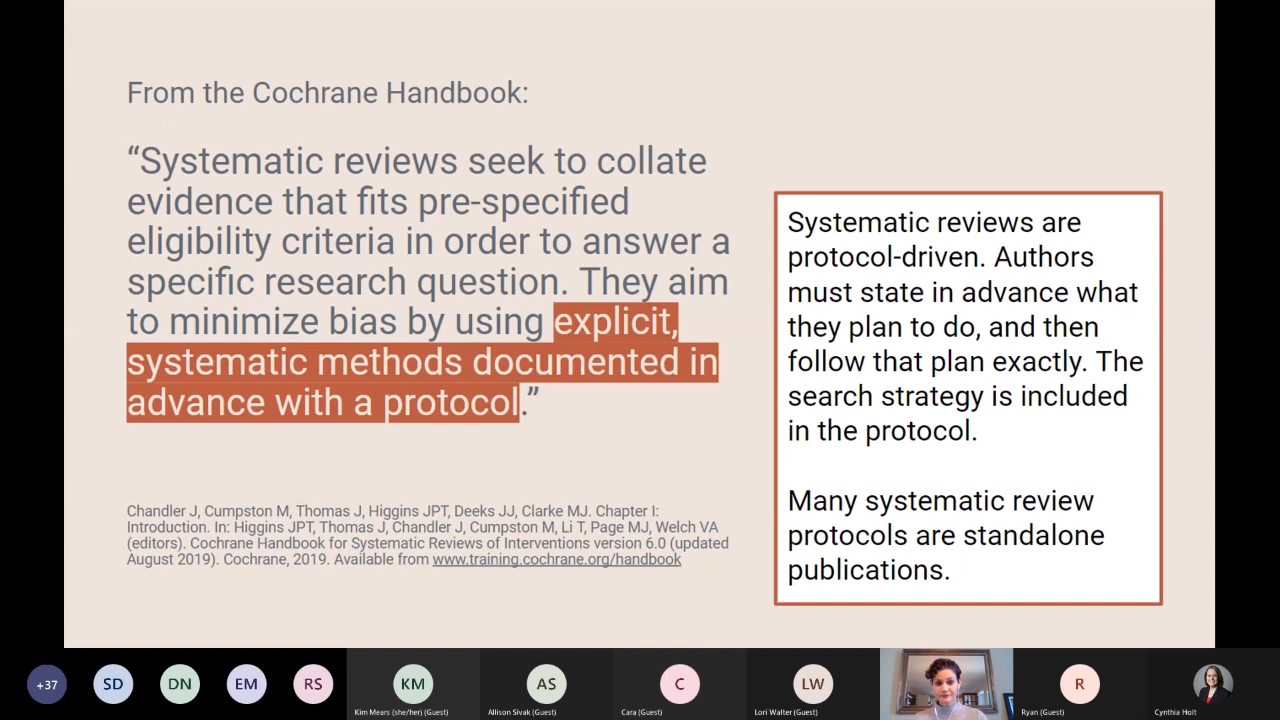 From the Cochrane Handbook:
“Systematic reviews seek to collate
evidence that fits pre-specified
eligibility criteria in order to answer a
specific research question. They aim
to minimize bias by using explicit,
systematic methods documented in
advance with a protocol.”
Chandler J, Cumpston M, Thomas J, Higgins JPT, Deeks JJ, Clarke MJ. Chapter I:
Introduction. In: Higgins JPT, Thomas J, Chandler J, Cumpston M, Li T, Page MJ, Welch VA
(editors). Cochrane Handbook for Systematic Reviews of Interventions version 6.0 (updated
August 2019). Cochrane, 2019. Available from www.training.cochrane.org/handbook
Systematic reviews are
protocol-driven. Authors
must state in advance what
they plan to do, and then
follow that plan exactly. The
search strategy is included
in the protocol.
Many systematic review
protocols are standalone
publications.
+37
SD
DN
EM
RS
KM
Kim Mears (she/her) (Guest)
AS
Allison Sivak (Guest)
C
Cara (Guest)
LW
Lori Walter (Guest)
R
Ryan (Guest)
Cynthia Holt